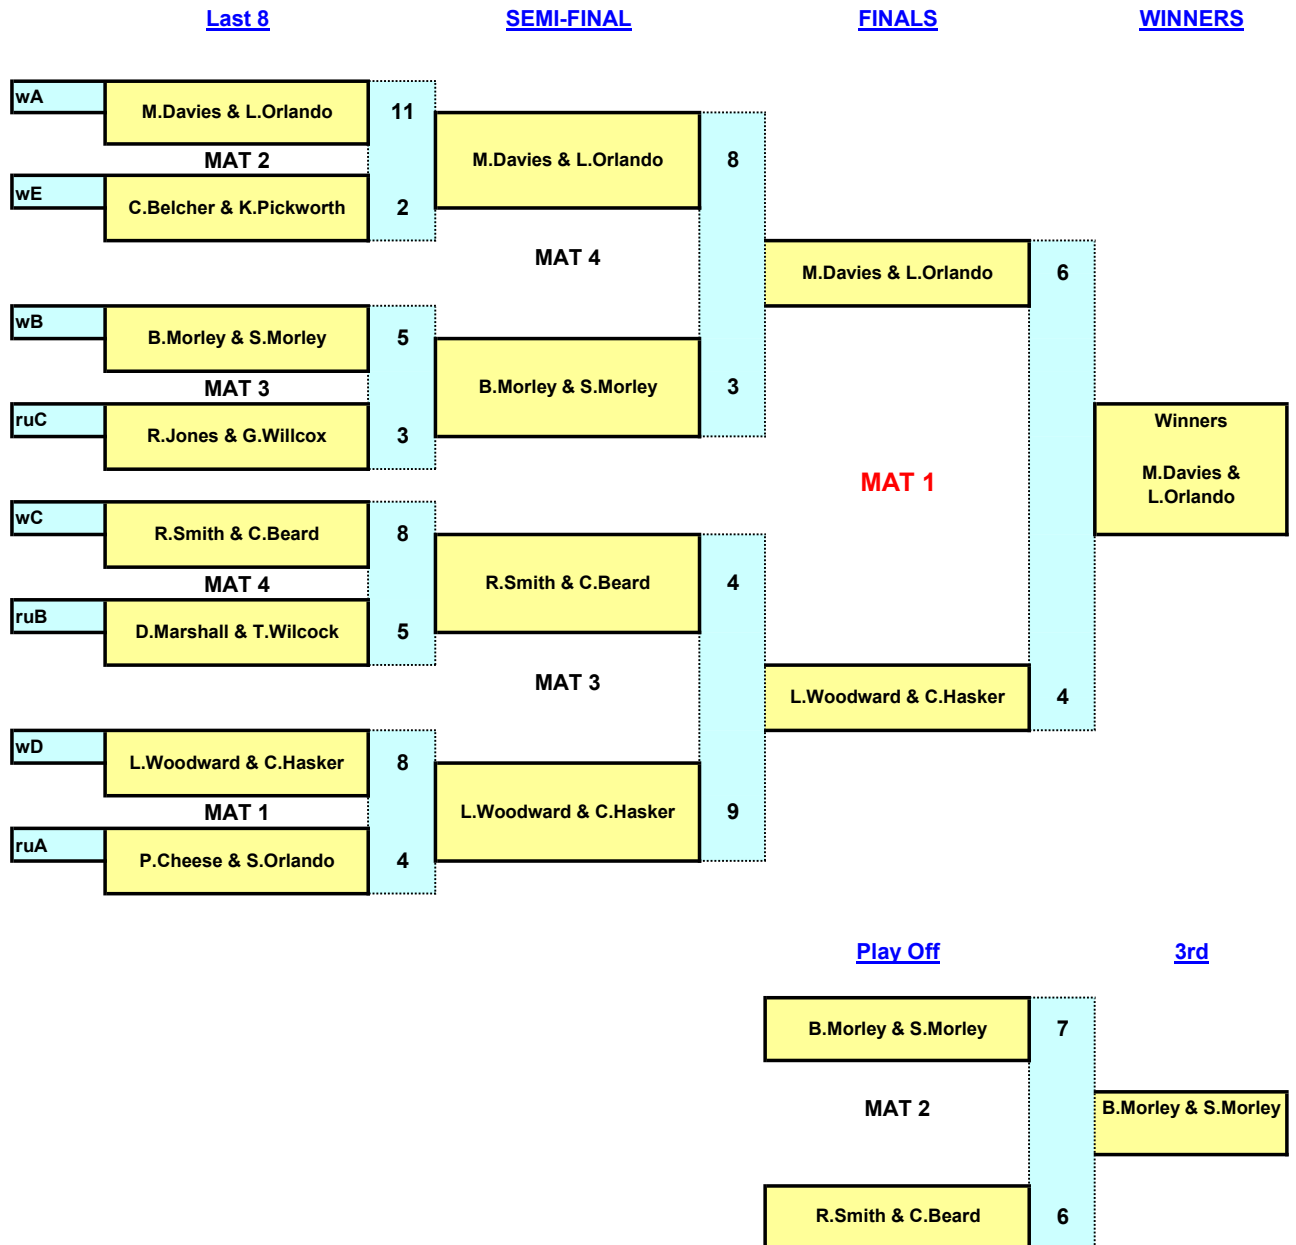 Last 8
SEMI-FINAL
FINALS
WINNERS
wA
M.Davies & L.Orlando
11
MAT 2
wE
C.Belcher & K.Pickworth
2
wB
B.Morley & S.Morley
5
MAT 3
ruC
R.Jones & G.Willcox
3
wC
R.Smith & C.Beard
8
MAT 4
ruB
D.Marshall & T.Wilcock
5
wD
L.Woodward & C.Hasker
8
MAT 1
ruA
P.Cheese & S.Orlando
4
M.Davies & L.Orlando
8
MAT 4
B.Morley & S.Morley
3
R.Smith & C.Beard
4
MAT 3
L.Woodward & C.Hasker
9
M.Davies & L.Orlando
6
MAT 1
L.Woodward & C.Hasker
4
Winners
M.Davies &
L.Orlando
Play Off
3rd
B.Morley & S.Morley
7
MAT 2
B.Morley & S.Morley
R.Smith & C.Beard
6